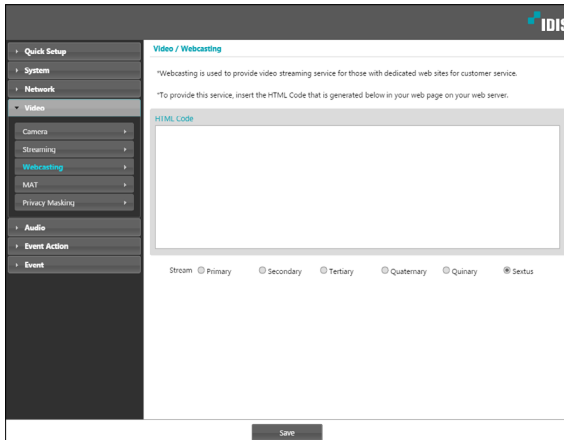 IDIS
Quick Setup
System
Network
Video
Camera
Streaming
Webcasting
MAT
Privacy Masking
Audio
Event Action
Event
Video / Webcasting
*Webcasting is used to provide video streaming service for those with dedicated web sites for customer service.
*To provide this service, insert the HTML Code that is generated below in your web page on your web server.
HTML Code
Stream Primary Secondary Tertiary Quaternary Quinary Sextus
Save